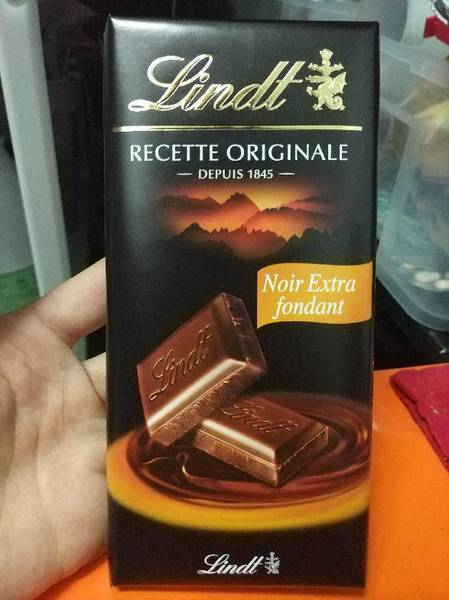 Lindt
RECETTE ORIGINALE
DEPUIS 1845
Noir Extra
fondant
Lindt
Lindt
Lindt